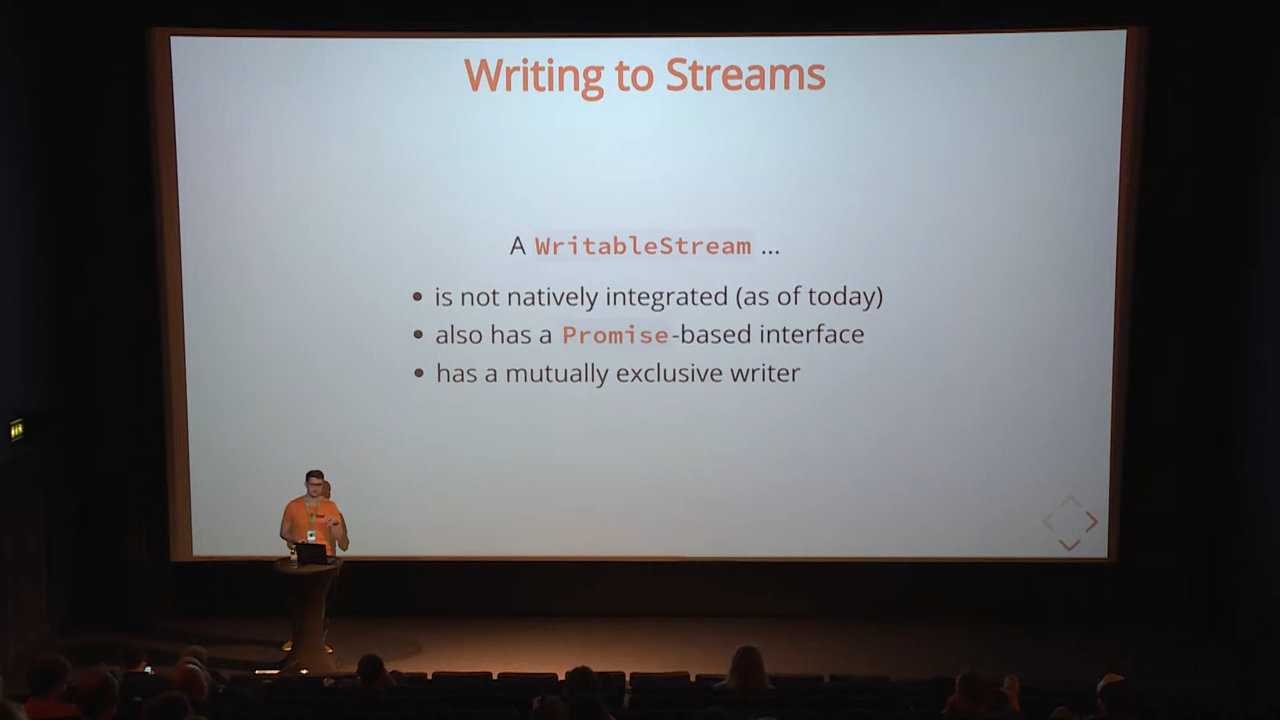 Writing to Streams
A WritableStream ...
• is not natively integrated (as of today)
• also has a Promise-based interface
• has a mutually exclusive writer